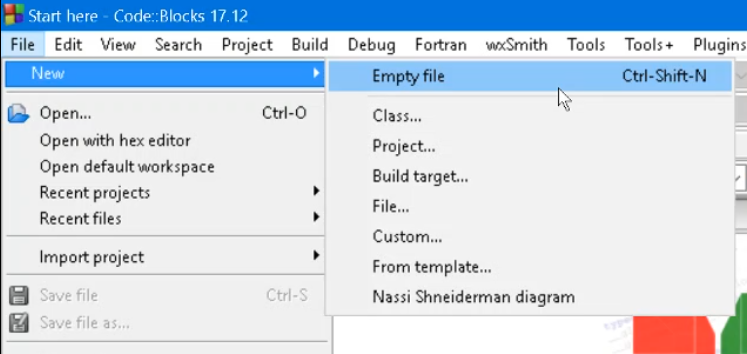 Start here - Code::Blocks 17.12
File Edit View Search Project Build Debug Fortran wxSmith Tools Tools+ Plugins
New
Empty file Ctrl-Shift-N
Open... Ctrl-O
Class...
Open with hex editor
Project...
Open default workspace
Build target...
Recent projects
File...
Recent files
Custom...
Import project
From template...
Save file Ctrl-S
Nassi Shneiderman diagram
Save file as...